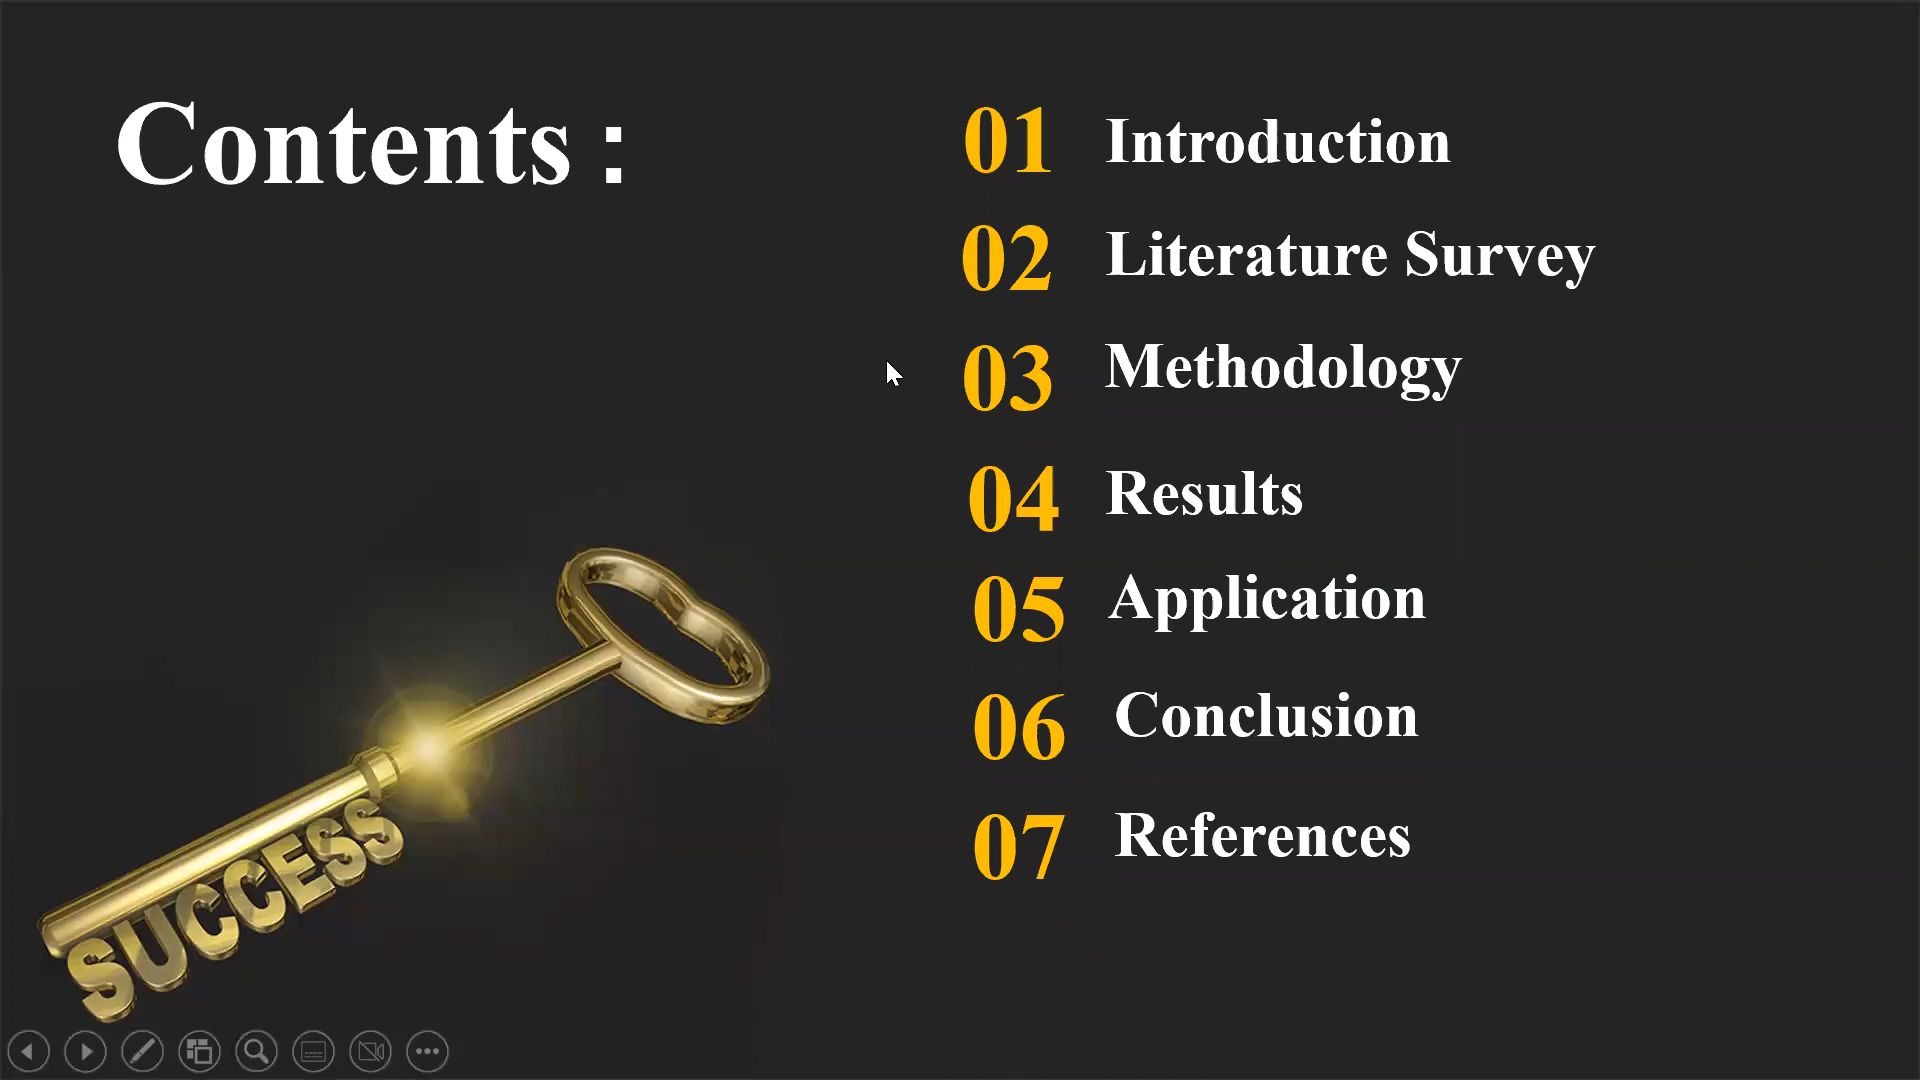 Contents :
01 Introduction
02 Literature Survey
03 Methodology
04 Results
05 Application
06 Conclusion
07 References
SUCCESS